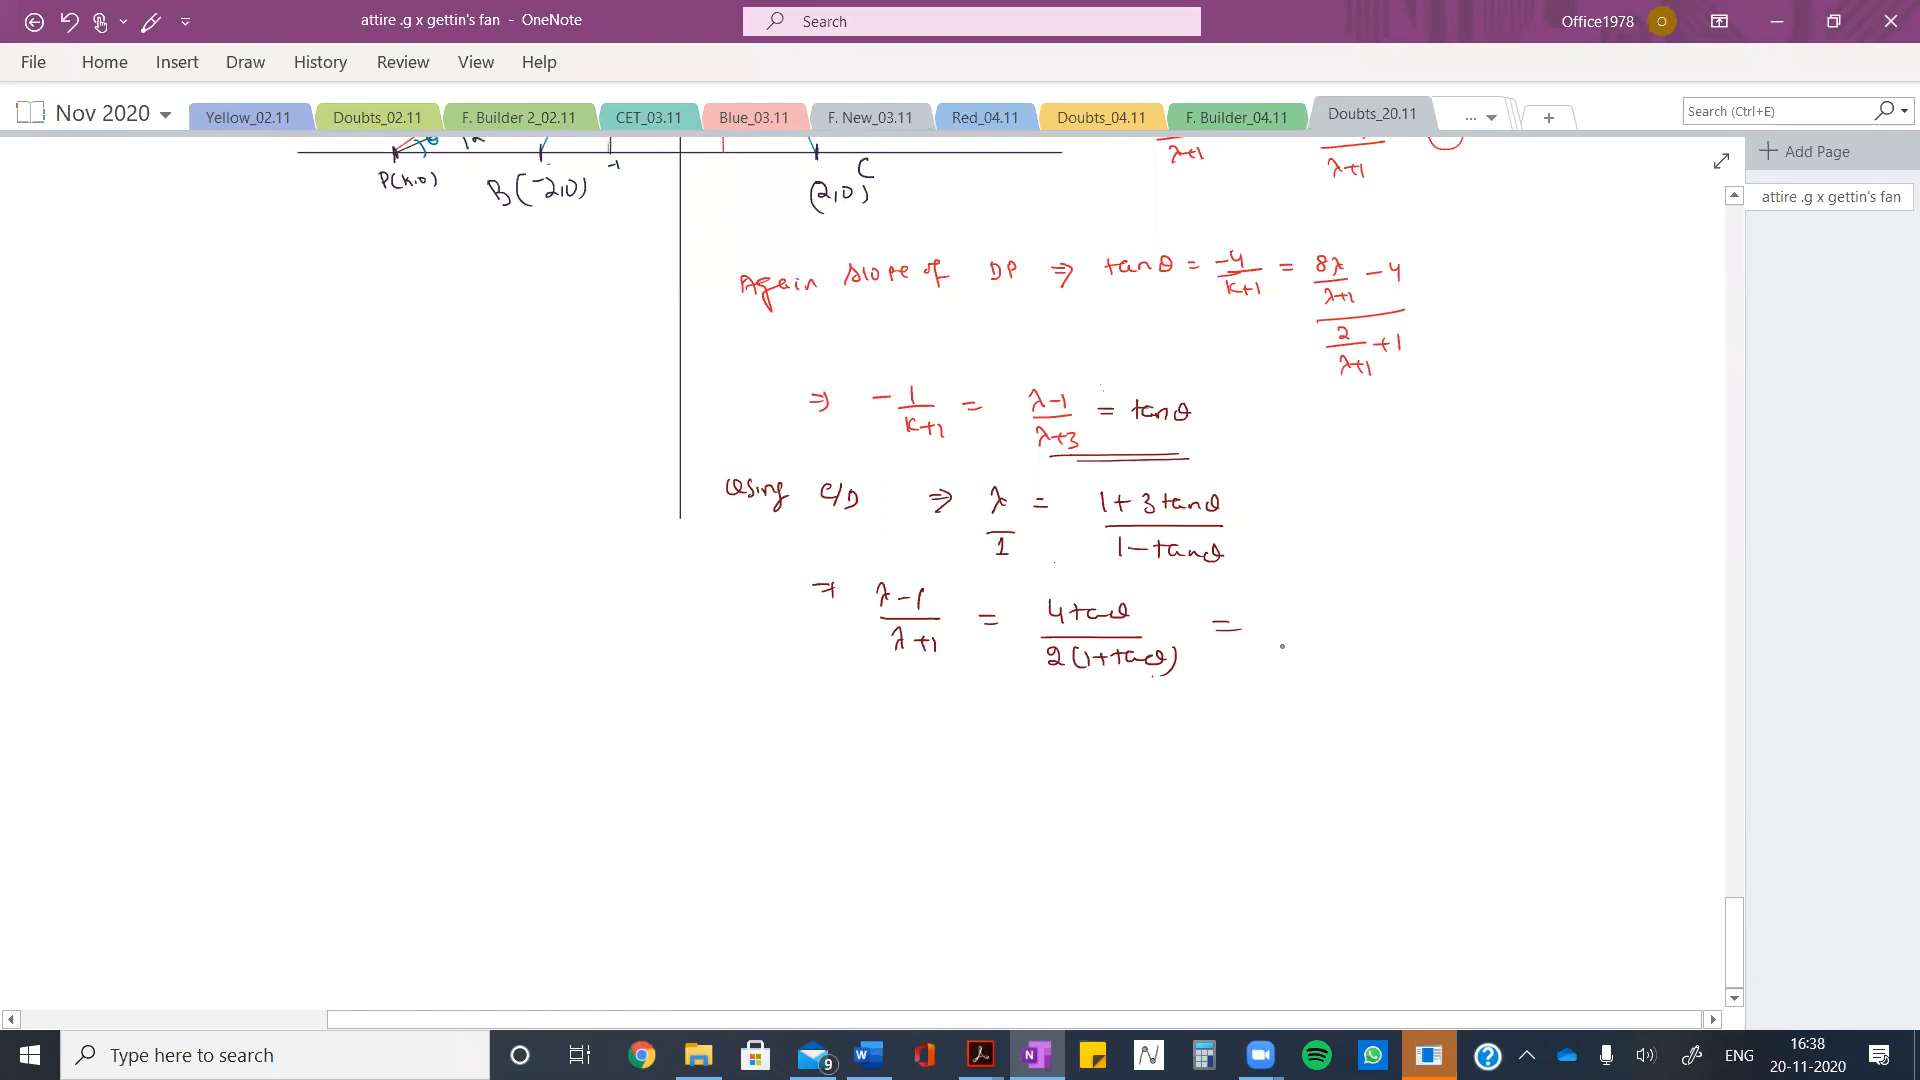 attire .g x gettin's fan - OneNote
Search
Office1978
O
File Home Insert Draw History Review View Help
Nov 2020
Yellow_02.11
Doubts_02.11
F. Builder 2_02.11
CET_03.11
Blue_03.11
F. New_03.11
Red_04.11
Doubts_04.11
F. Builder_04.11
Doubts_20.11
...
+
Search (Ctrl+E)
Add Page
attire .g x gettin's fan
P(k,0)
B(-2,0)
-1
C
(2,0)
λ+1
λ+1
Again slope of DP ⇒ tanθ = -4/(k+1) = (8λ/(λ+1) - 4)/(2/(λ+1) + 1)
⇒ -1/(k+1) = (λ-1)/(λ+3) = tanθ
Using C/D ⇒ λ/1 = (1+3tanθ)/(1-tanθ)
⇒ (λ-1)/(λ+1) = 4tanθ/2(1+tanθ) =
Type here to search
9
ENG
16:38
20-11-2020